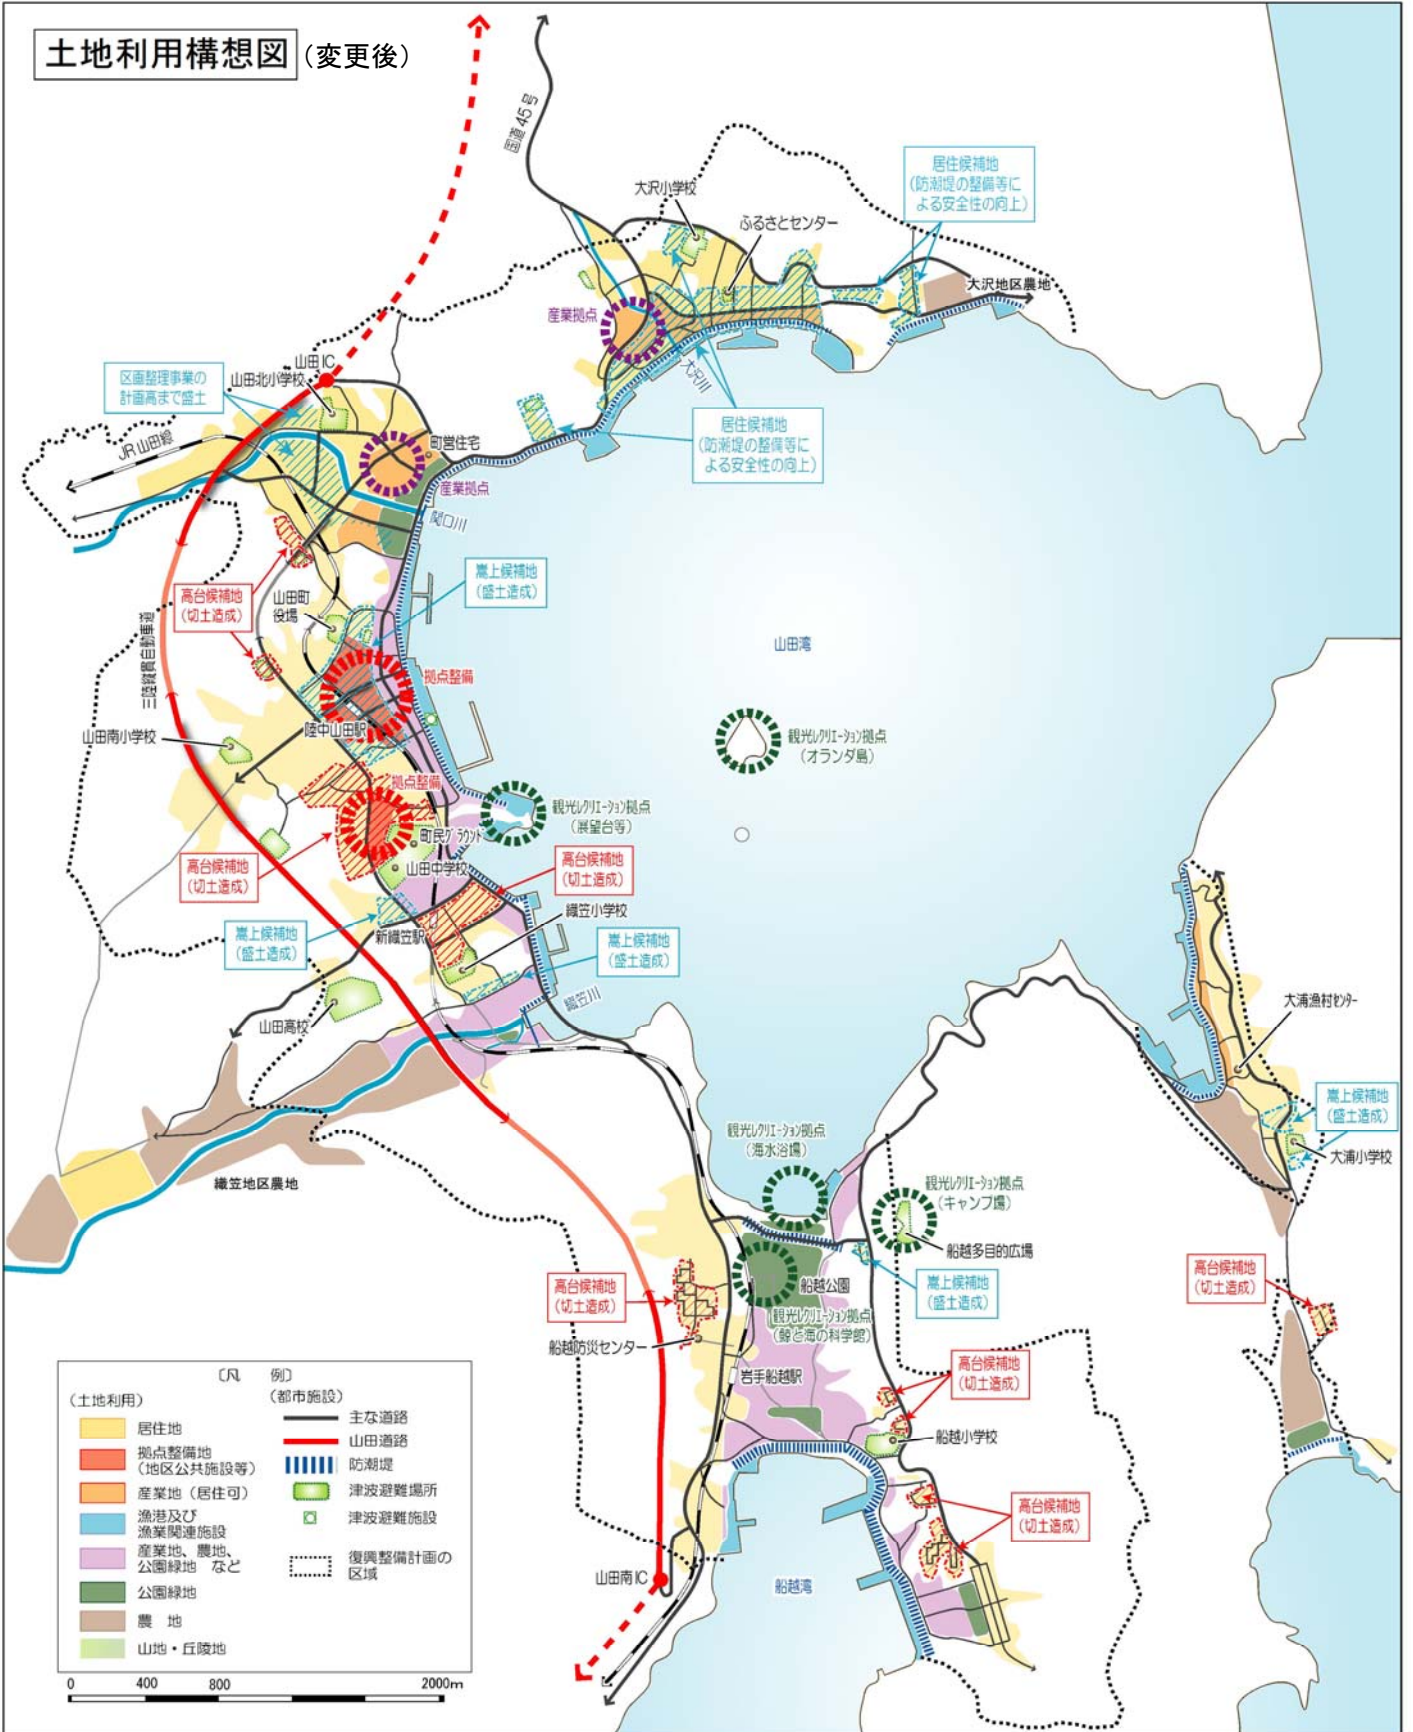 土地利用構想図(変更後)
国道45号
大沢小学校
ふるさとセンター
居住候補地
(防潮堤の整備等に
よる安全性の向上)
大沢地区農地
産業拠点
大沢川
山田IC
山田北小学校
区画整理事業の
計画高まで盛土
居住候補地
(防潮堤の整備等に
よる安全性の向上)
JR山田線
町営住宅
産業拠点
関口川
嵩上候補地
(盛土造成)
高台候補地
(切土造成)
山田町
役場
三陸縦貫自動車道
山田湾
拠点整備
陸中山田駅
山田南小学校
観光レクリエーション拠点
(オランダ島)
拠点整備
観光レクリエーション拠点
(展望台等)
町民グラウンド
山田中学校
高台候補地
(切土造成)
高台候補地
(切土造成)
織笠小学校
新織笠駅
嵩上候補地
(盛土造成)
嵩上候補地
(盛土造成)
織笠川
山田高校
大浦漁村センター
嵩上候補地
(盛土造成)
大浦小学校
織笠地区農地
観光レクリエーション拠点
(海水浴場)
観光レクリエーション拠点
(キャンプ場)
船越多目的広場
高台候補地
(切土造成)
船越公園
嵩上候補地
(盛土造成)
高台候補地
(切土造成)
観光レクリエーション拠点
(鯨と海の科学館)
船越防災センター
岩手船越駅
高台候補地
(切土造成)
船越小学校
高台候補地
(切土造成)
山田南IC
船越湾
〔凡 例〕
(土地利用)
居住地
拠点整備地
(地区公共施設等)
産業地(居住可)
漁港及び
漁業関連施設
産業地、農地、
公園緑地 など
公園緑地
農 地
山地・丘陵地
(都市施設)
主な道路
山田道路
防潮堤
津波避難場所
津波避難施設
復興整備計画の
区域
0 400 800 2000m